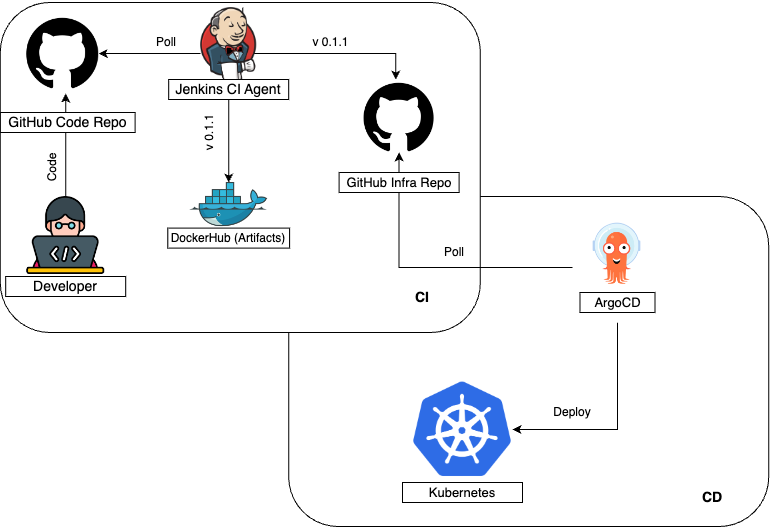 Poll
v 0.1.1
Jenkins CI Agent
GitHub Code Repo
v 0.1.1
Code
GitHub Infra Repo
DockerHub (Artifacts)
</>
Developer
CI
Poll
ArgoCD
Deploy
Kubernetes
CD